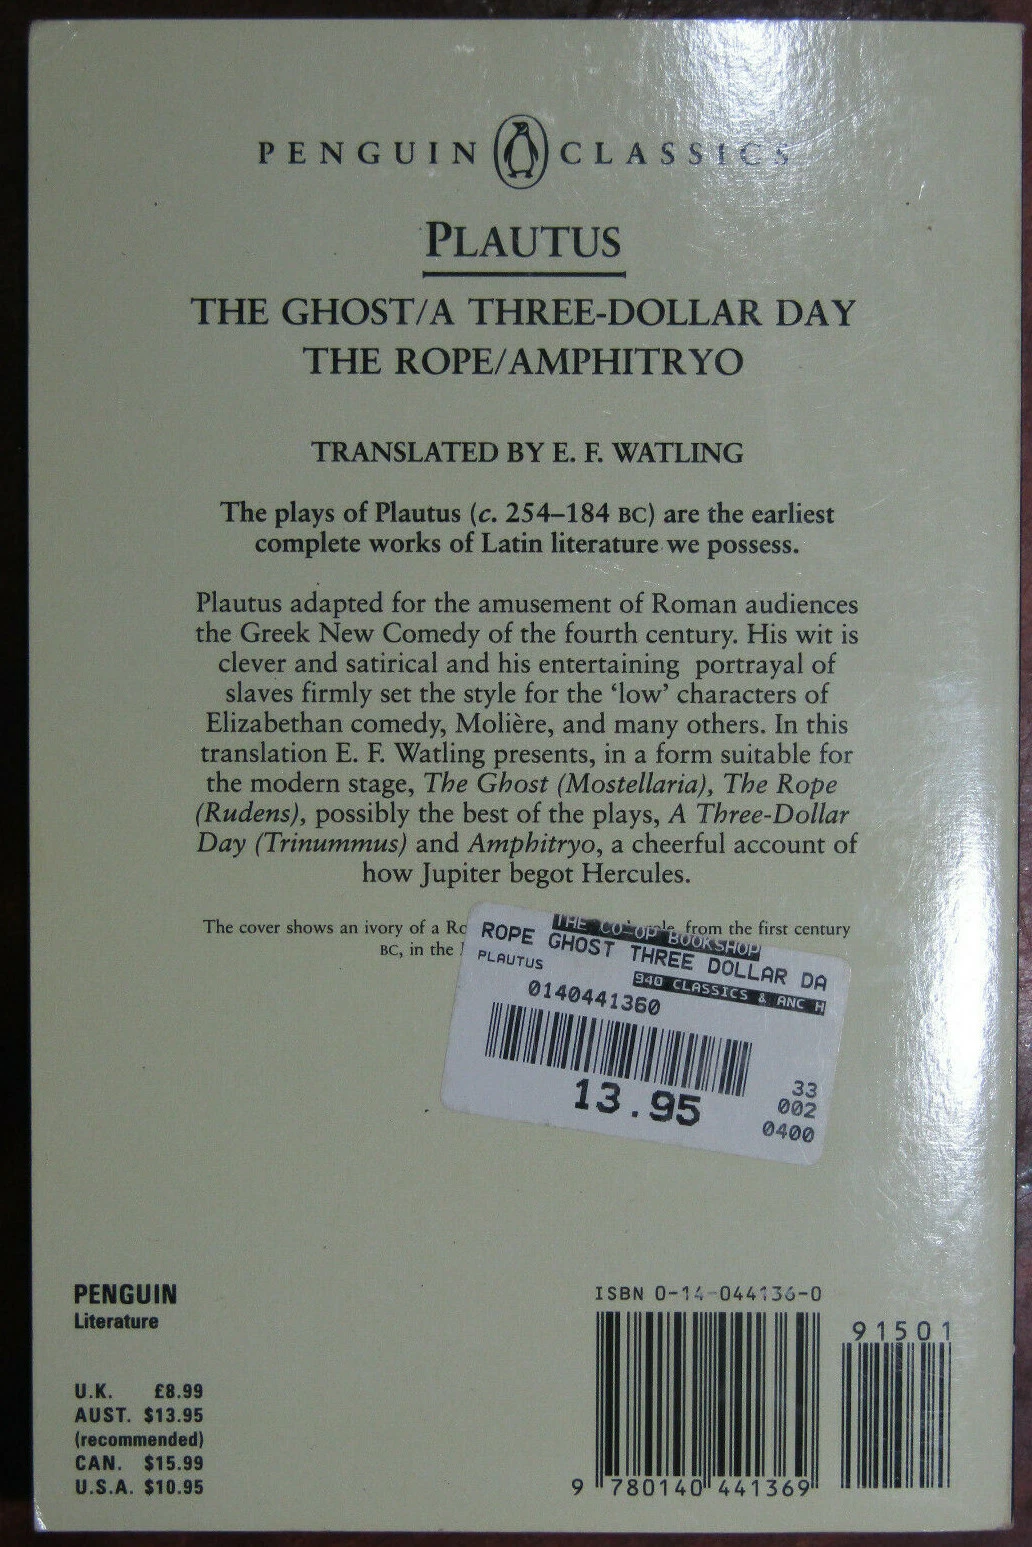 PENGUIN CLASSICS
PLAUTUS
THE GHOST/A THREE-DOLLAR DAY
THE ROPE/AMPHITRYO
TRANSLATED BY E. F. WATLING
The plays of Plautus (c. 254–184 BC) are the earliest
complete works of Latin literature we possess.
Plautus adapted for the amusement of Roman audiences
the Greek New Comedy of the fourth century. His wit is
clever and satirical and his entertaining portrayal of
slaves firmly set the style for the ‘low’ characters of
Elizabethan comedy, Molière, and many others. In this
translation E. F. Watling presents, in a form suitable for
the modern stage, The Ghost (Mostellaria), The Rope
(Rudens), possibly the best of the plays, A Three-Dollar
Day (Trinummus) and Amphitryo, a cheerful account of
how Jupiter begot Hercules.
The cover shows an ivory of a from the first century
BC, in the
THE CO-OP BOOKSHOP
ROPE GHOST THREE DOLLAR DA
PLAUTUS
940 CLASSICS & ANC H
0140441360
13.95
33
002
0400
PENGUIN
Literature
U.K. £8.99
AUST. $13.95
(recommended)
CAN. $15.99
U.S.A. $10.95
ISBN 0-14-044136-0
91501
9 780140 441369